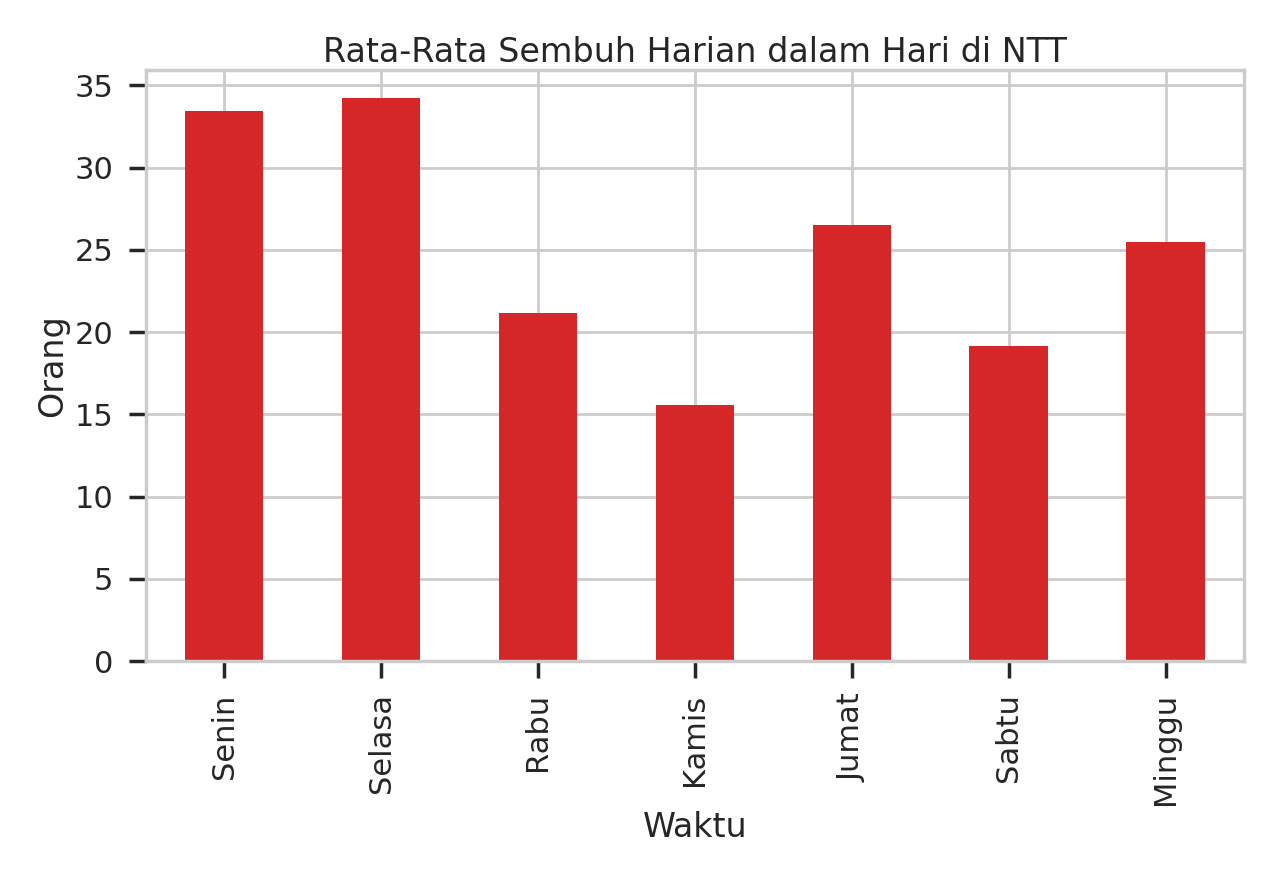 Rata-Rata Sembuh Harian dalam Hari di NTT
35
30
25
20
15
10
5
0
Orang
Senin
Selasa
Rabu
Kamis
Jumat
Sabtu
Minggu
Waktu